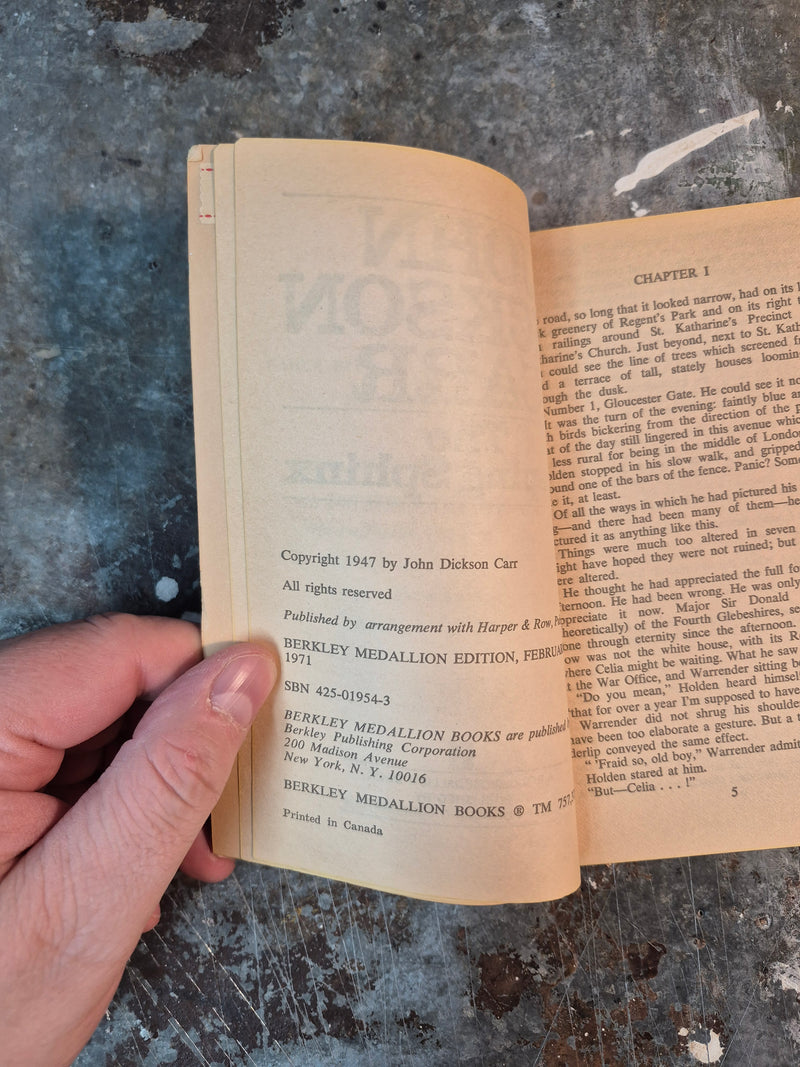 Copyright 1947 by John Dickson Carr
All rights reserved
Published by arrangement with Harper & Row,
BERKLEY MEDALLION EDITION,
1971
SBN 425-01954-3
BERKLEY MEDALLION BOOKS are published
Berkley Publishing Corporation
200 Madison Avenue
New York, N. Y. 10016
BERKLEY MEDALLION BOOKS ® TM 757,
Printed in Canada
CHAPTER I
road, so long that it looked narrow, had on its
greenery of Regent's Park and on its right
railings around St. Katharine's Precinct
Church. Just beyond, next to St.
could see the line of trees which screened
a terrace of tall, stately houses
the dusk.
Number 1, Gloucester Gate. He could see it
It was the turn of the evening: faintly blue
birds bickering from the direction of the
of the day still lingered in this avenue
less rural for being in the middle of London
stopped in his slow walk, and gripped
one of the bars of the fence. Panic?
it, at least.
Of all the ways in which he had pictured his
—and there had been many of them—
it as anything like this.
Things were much too altered in seven
have hoped they were not ruined; but
altered.
He thought he had appreciated the full
He had been wrong. He was only
it now. Major Sir Donald
of the Fourth Glebeshires,
through eternity since the afternoon.
was not the white house, with its
where Celia might be waiting. What he saw
the War Office, and Warrender sitting
"Do you mean," Holden heard himself
"that for over a year I'm supposed to have
Warrender did not shrug his
have been too elaborate a gesture. But a
conveyed the same effect.
" 'Fraid so, old boy," Warrender
Holden stared at him.
"But—Celia . . . !"
5